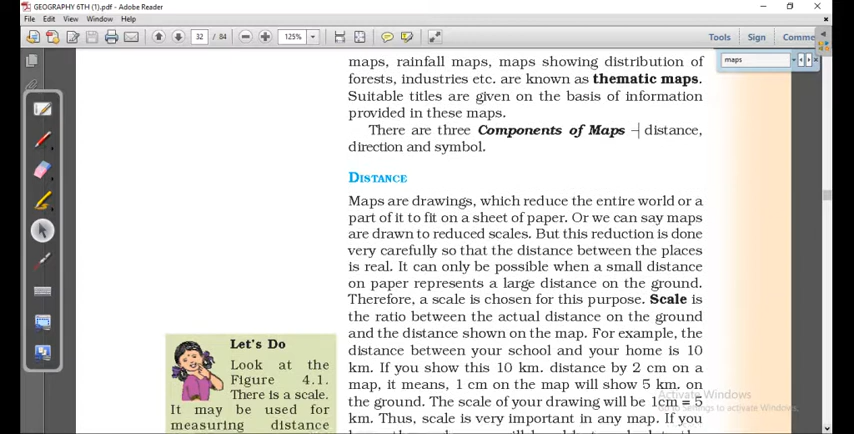 GEOGRAPHY 6TH (1).pdf - Adobe Reader
File Edit View Window Help
32 / 84 125% Tools Sign Comme
maps
maps, rainfall maps, maps showing distribution of
forests, industries etc. are known as thematic maps.
Suitable titles are given on the basis of information
provided in these maps.
There are three Components of Maps – distance,
direction and symbol.
DISTANCE
Maps are drawings, which reduce the entire world or a
part of it to fit on a sheet of paper. Or we can say maps
are drawn to reduced scales. But this reduction is done
very carefully so that the distance between the places
is real. It can only be possible when a small distance
on paper represents a large distance on the ground.
Therefore, a scale is chosen for this purpose. Scale is
the ratio between the actual distance on the ground
and the distance shown on the map. For example, the
distance between your school and your home is 10
km. If you show this 10 km. distance by 2 cm on a
map, it means, 1 cm on the map will show 5 km. on
the ground. The scale of your drawing will be 1cm = 5
km. Thus, scale is very important in any map. If you
Let's Do
Look at the
Figure 4.1.
There is a scale.
It may be used for
measuring distance
Activate Windows
Go to Settings to activate Windows.